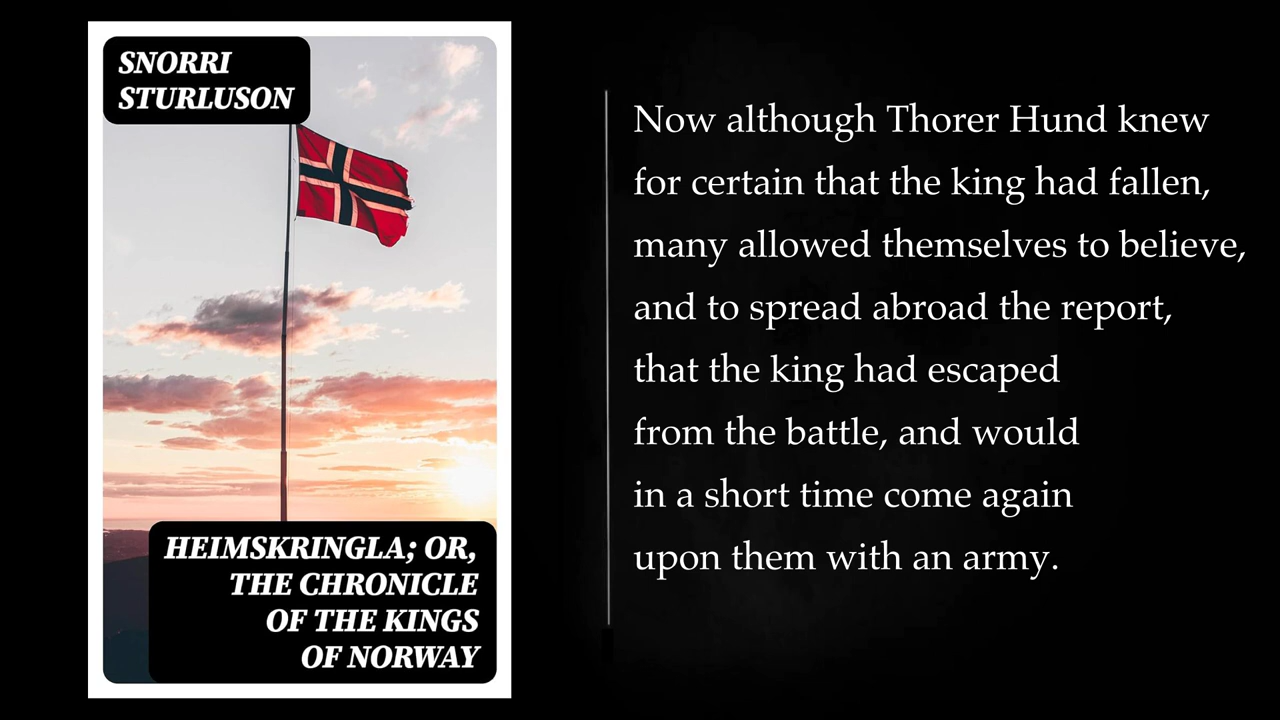 SNORRI
STURLUSON
HEIMSKRINGLA; OR,
THE CHRONICLE
OF THE KINGS
OF NORWAY
Now although Thorer Hund knew
for certain that the king had fallen,
many allowed themselves to believe,
and to spread abroad the report,
that the king had escaped
from the battle, and would
in a short time come again
upon them with an army.